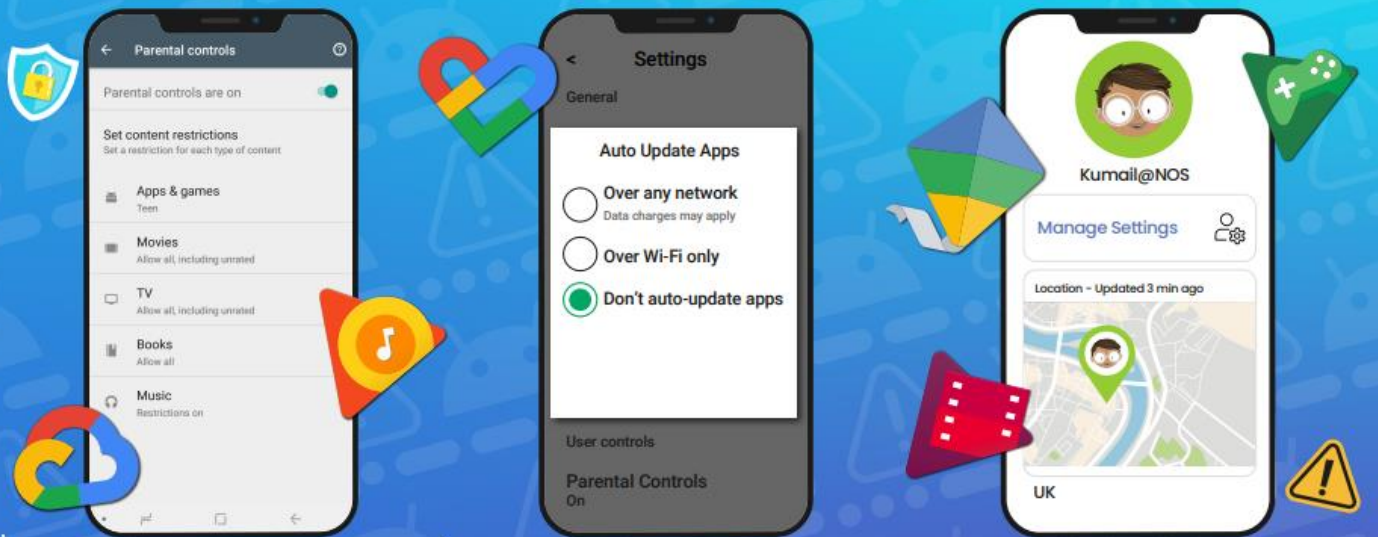 Parental controls
Parental controls are on
Set content restrictions
Set a restriction for each type of content
Apps & games
Teen
Movies
Allow all, including unrated
TV
Allow all, including unrated
Books
Allow all
Music
Restrictions on
< Settings
General
Auto Update Apps
Over any network
Data charges may apply
Over Wi-Fi only
Don't auto-update apps
User controls
Parental Controls
On
Kumail@NOS
Manage Settings
Location - Updated 3 min ago
UK